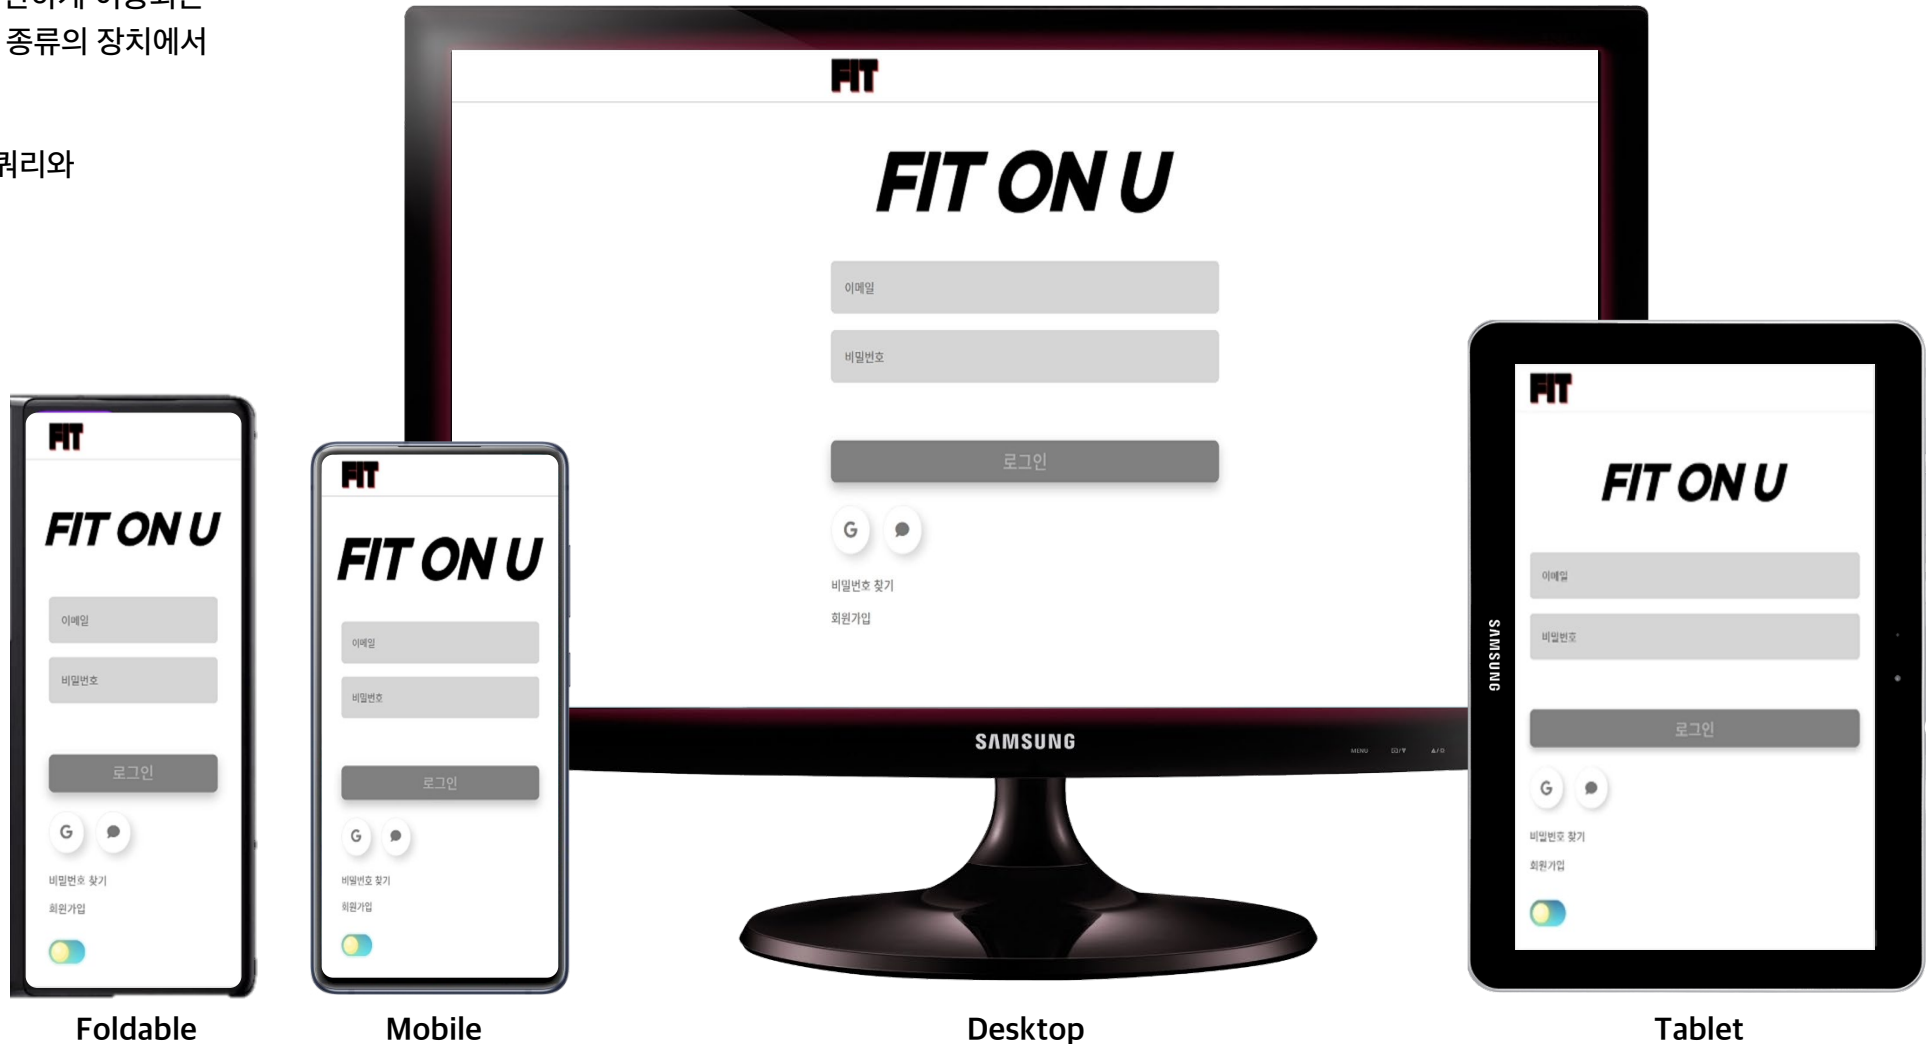 종류의 장치에서
FIT
FIT ON U
이메일
비밀번호
로그인
G
비밀번호 찾기
회원가입
SAMSUNG
MENU
FIT
FIT ON U
이메일
비밀번호
로그인
G
비밀번호 찾기
회원가입
Foldable
FIT
FIT ON U
이메일
비밀번호
로그인
G
비밀번호 찾기
회원가입
Mobile
Desktop
FIT
FIT ON U
이메일
비밀번호
로그인
G
비밀번호 찾기
회원가입
SAMSUNG
Tablet